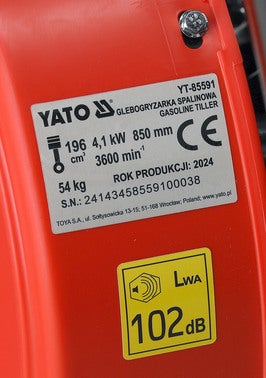 YT-85591
YATO GLEBOGRYZARKA SPALINOWA
GASOLINE TILLER
196 cm³ 4,1 kW 850 mm CE
3600 min⁻¹
54 kg ROK PRODUKCJI: 2024
S.N.: 24143458559100038
TOYA S.A., ul. Sołtysowicka 13-15; 51-168 Wrocław, Poland; www.yato.pl
LWA
102dB